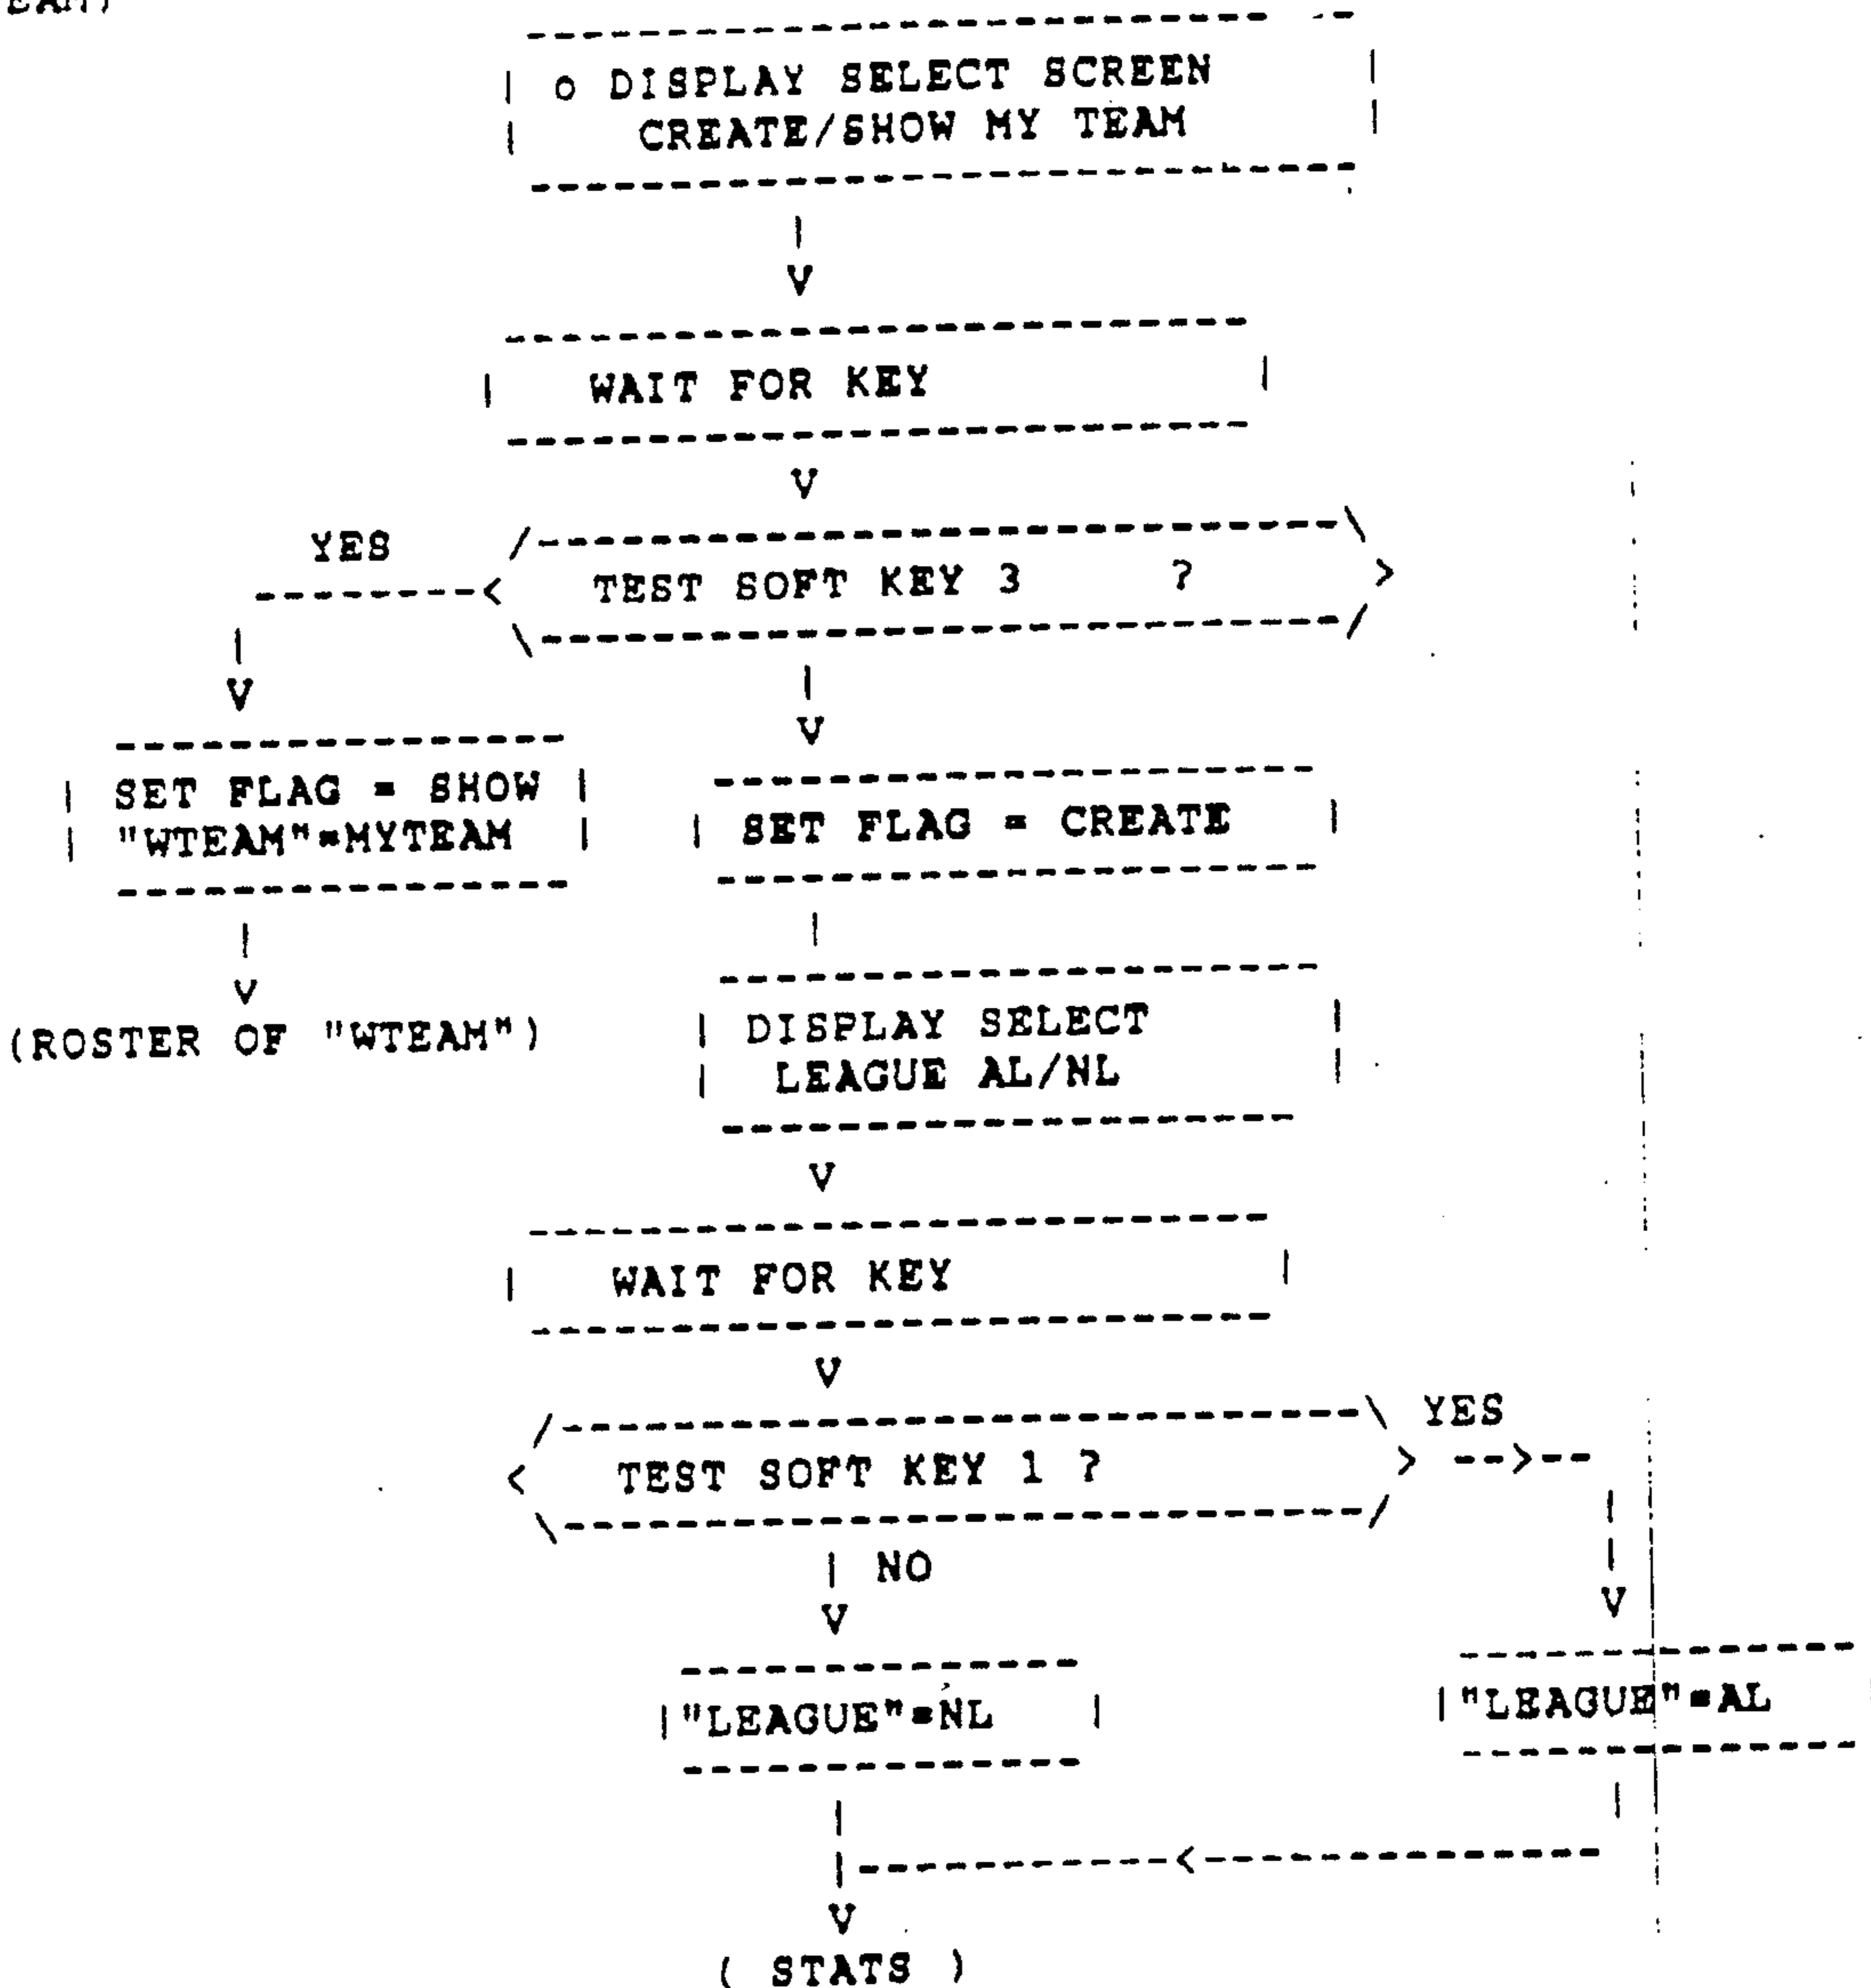 EAM)
o DISPLAY SELECT SCREEN
CREATE/SHOW MY TEAM
WAIT FOR KEY
YES
TEST SOFT KEY 3 ?
SET FLAG = SHOW
"WTEAM"=MYTEAM
SET FLAG = CREATE
(ROSTER OF "WTEAM")
DISPLAY SELECT
LEAGUE AL/NL
WAIT FOR KEY
YES
TEST SOFT KEY 1 ?
NO
"LEAGUE"=NL
"LEAGUE"=AL
( STATS )